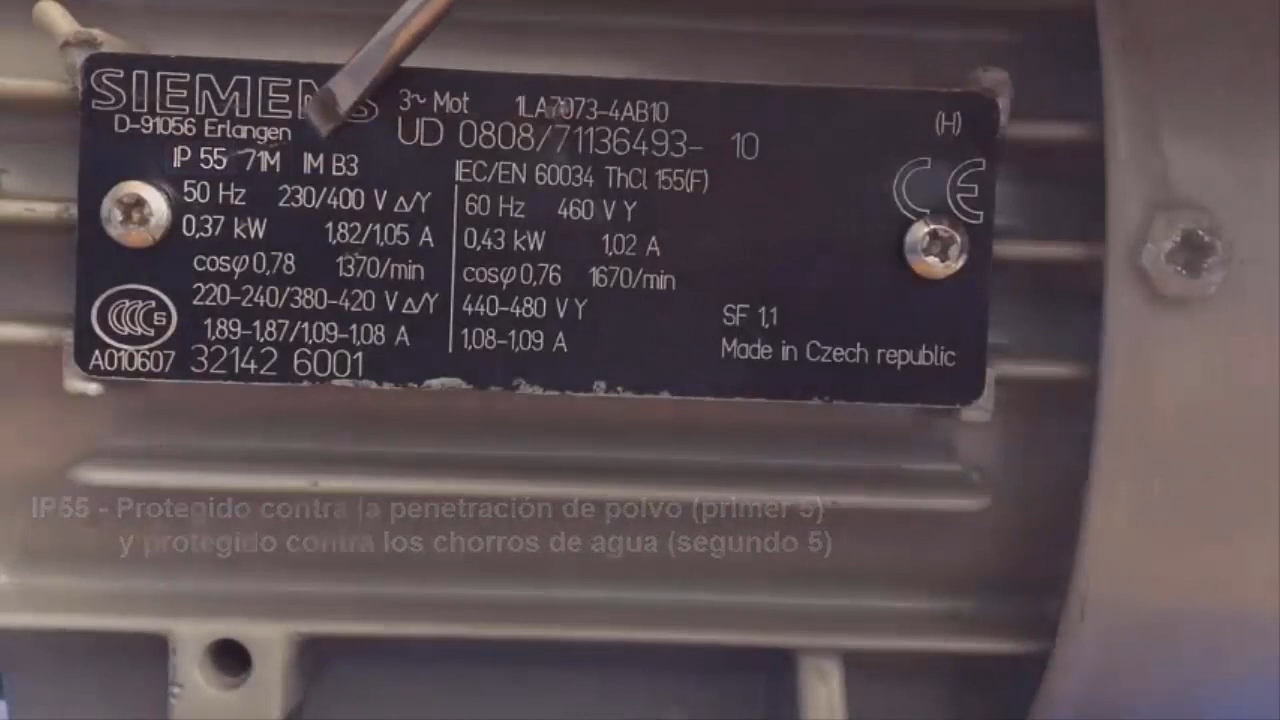 SIEMENS
D-91056 Erlangen
3~ Mot 1LA7073-4AB10
UD 0808/71136493- 10
(H)
IP 55 71M IM B3
IEC/EN 60034 ThCl 155(F)
CE
50 Hz 230/400 V Δ/Y
0,37 kW 1,82/1,05 A
cosφ 0,78 1370/min
220-240/380-420 V Δ/Y
1,89-1,87/1,09-1,08 A
60 Hz 460 V Y
0,43 kW 1,02 A
cosφ 0,76 1670/min
440-480 V Y
1,08-1,09 A
SF 1,1
Made in Czech republic
CCC S
A010607 32142 6001
IP55 - Protegido contra la penetración de polvo (primer 5)
y protegido contra los chorros de agua (segundo 5)